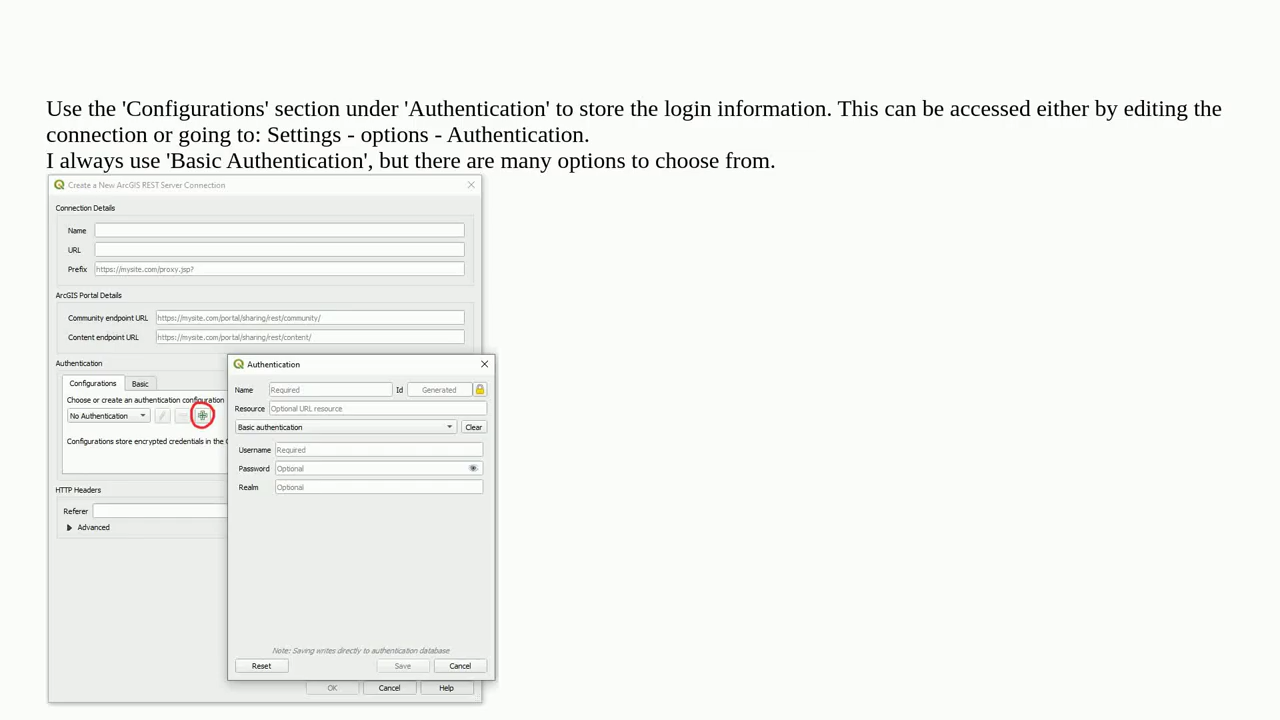 Use the 'Configurations' section under 'Authentication' to store the login information. This can be accessed either by editing the
connection or going to: Settings - options - Authentication.
I always use 'Basic Authentication', but there are many options to choose from.
Create a New ArcGIS REST Server Connection
Connection Details
Name
URL
Prefix https://mysite.com/proxy.jsp?
ArcGIS Portal Details
Community endpoint URL https://mysite.com/portal/sharing/rest/community/
Content endpoint URL https://mysite.com/portal/sharing/rest/content/
Authentication
Configurations Basic
Choose or create an authentication configuration
No Authentication
Configurations store encrypted credentials in the
HTTP Headers
Referer
Advanced
OK Cancel Help
Authentication
Name Required Id Generated
Resource Optional URL resource
Basic authentication Clear
Username Required
Password Optional
Realm Optional
Note: Saving writes directly to authentication database
Reset Save Cancel